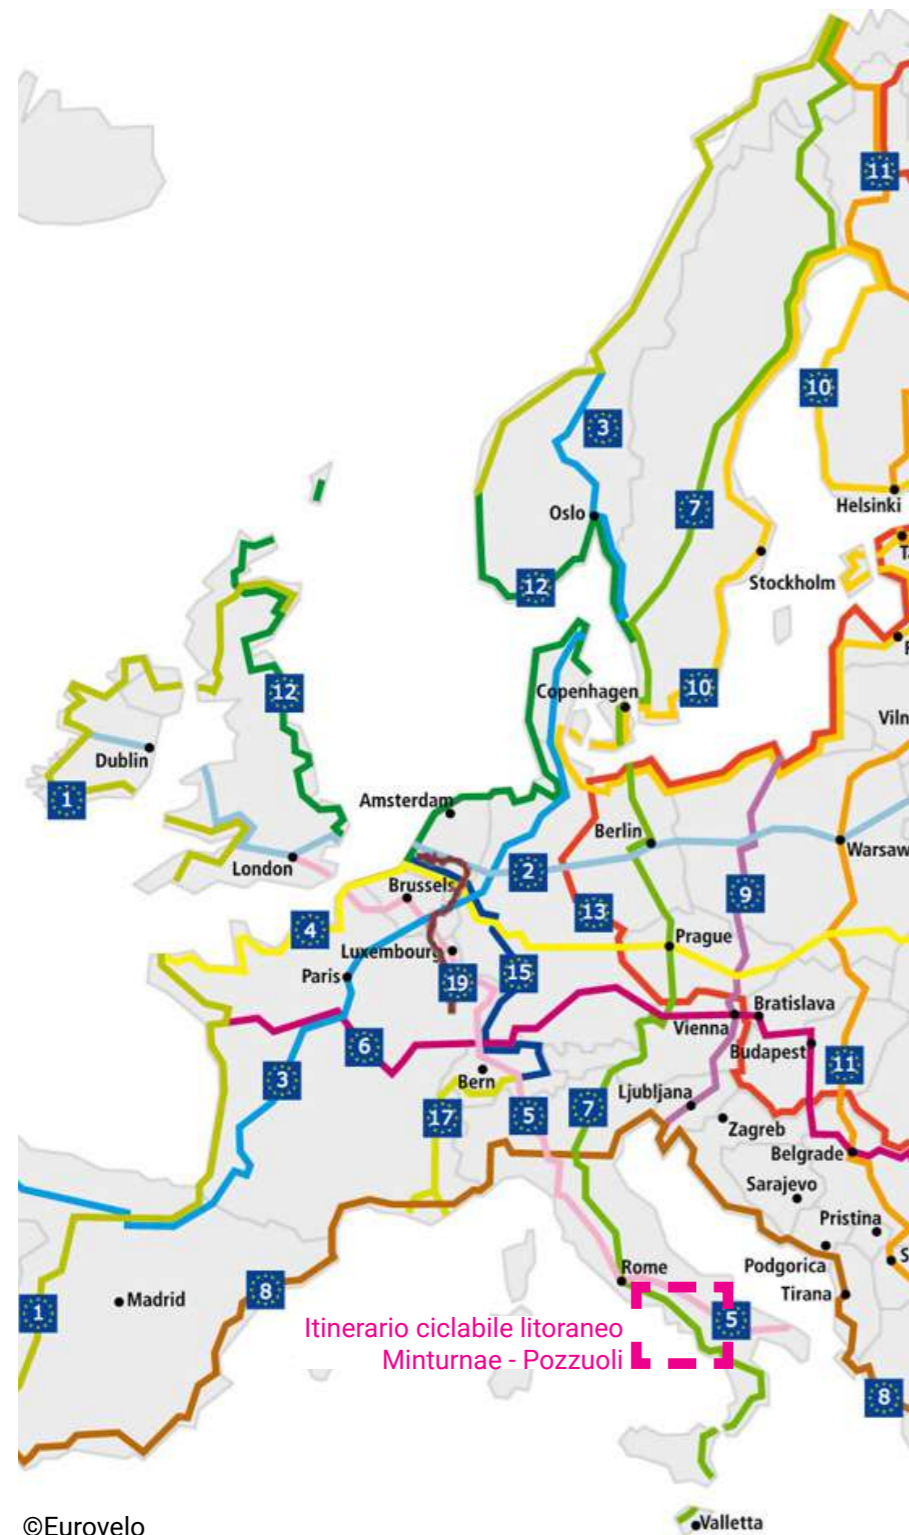 11
10
3
7
Oslo
Helsinki
12
Stockholm
12
Copenhagen
10
Dublin
1
Amsterdam
Berlin
London
2
Warsaw
Brussels
9
13
4
Prague
Luxembourg
Paris
19
15
Bratislava
Vienna
6
Budapest
11
3
Bern
Ljubljana
17
5
7
Zagreb
Belgrade
Sarajevo
Pristina
Podgorica
Rome
Tirana
8
Madrid
1
5
Itinerario ciclabile litoraneo
Minturnae - Pozzuoli
8
©Eurovelo
Valletta